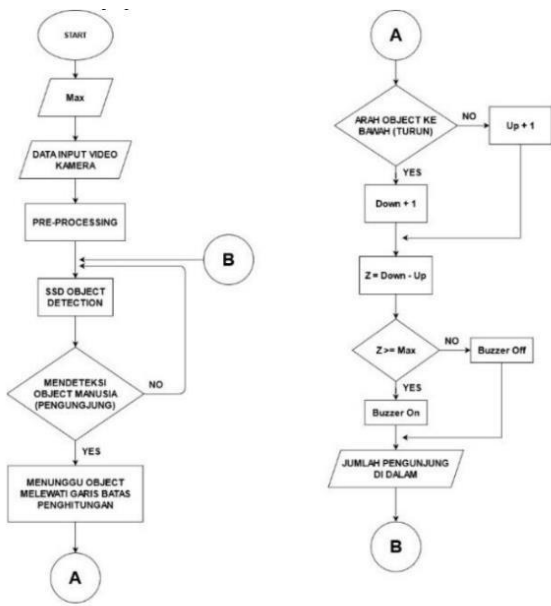 START
Max
DATA INPUT VIDEO
KAMERA
PRE-PROCESSING
B
SSD OBJECT
DETECTION
MENDETEKSI
OBJECT MANUSIA
(PENGUNGJUNG)
NO
YES
MENUNGGU OBJECT
MELEWATI GARIS BATAS
PENGHITUNGAN
A
A
ARAH OBJECT KE
BAWAH (TURUN)
NO
Up + 1
YES
Down + 1
Z = Down - Up
Z >= Max
NO
Buzzer Off
YES
Buzzer On
JUMLAH PENGUNJUNG
DI DALAM
B